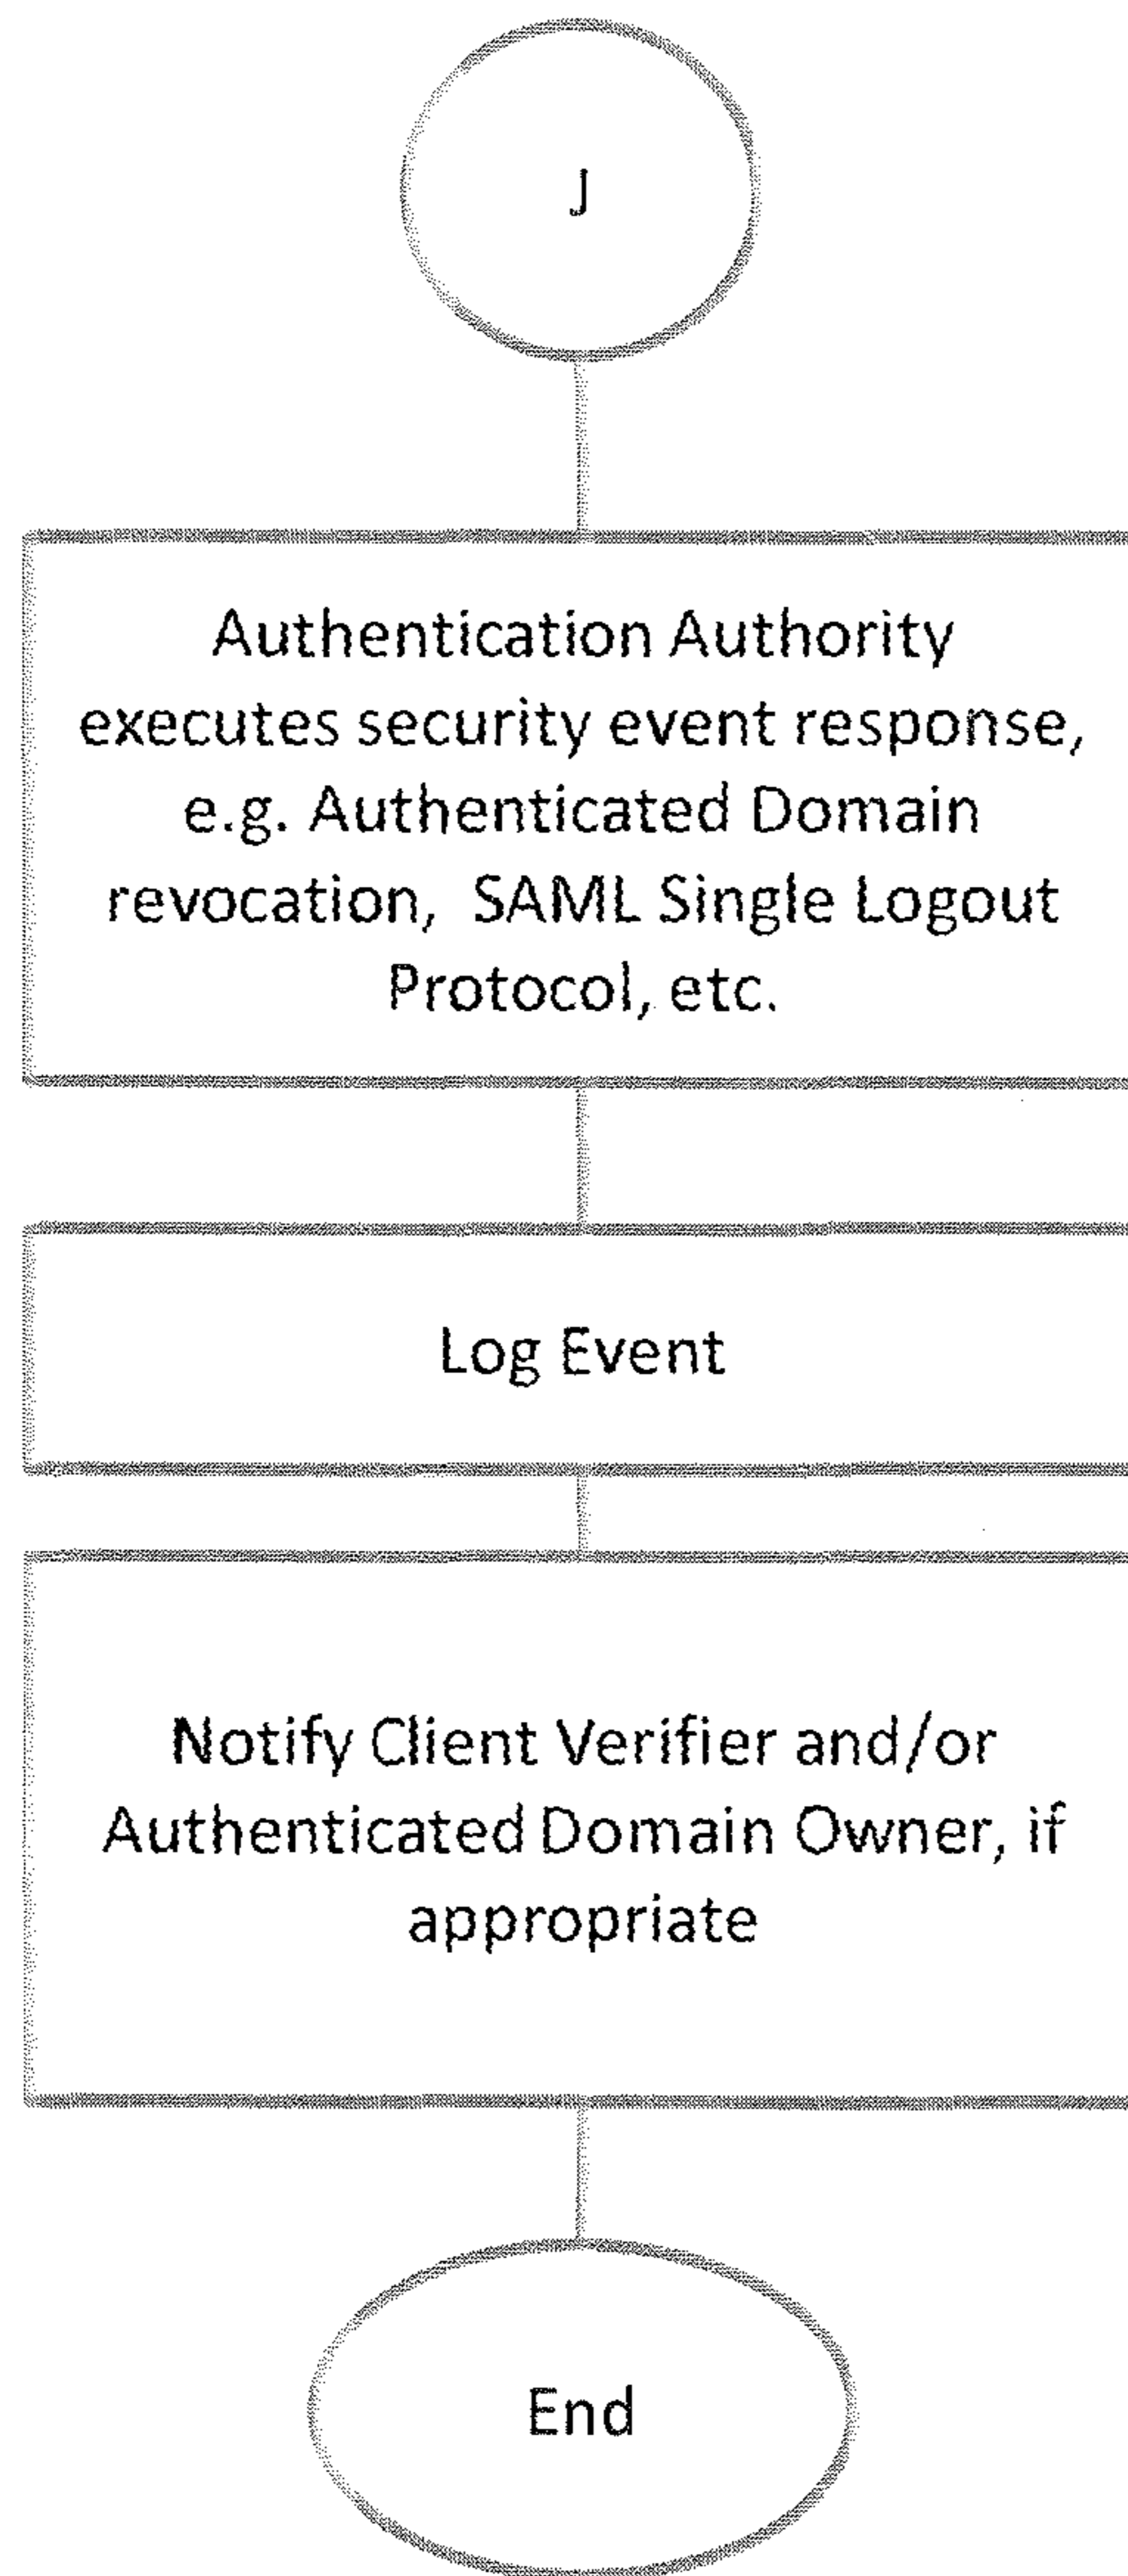 J
Authentication Authority
executes security event response,
e.g. Authenticated Domain
revocation, SAML Single Logout
Protocol, etc.
Log Event
Notify Client Verifier and/or
Authenticated Domain Owner, if
appropriate
End